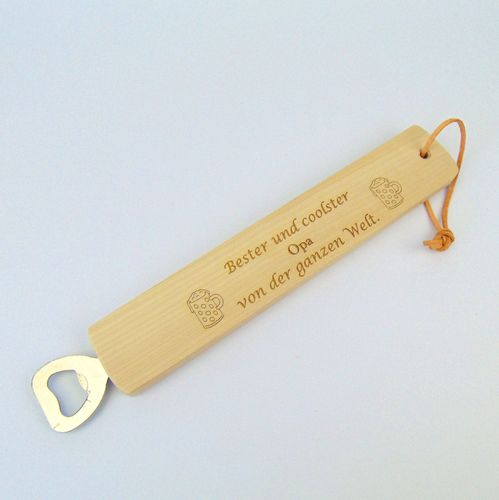 Bester und coolster
Opa
von der ganzen Welt.